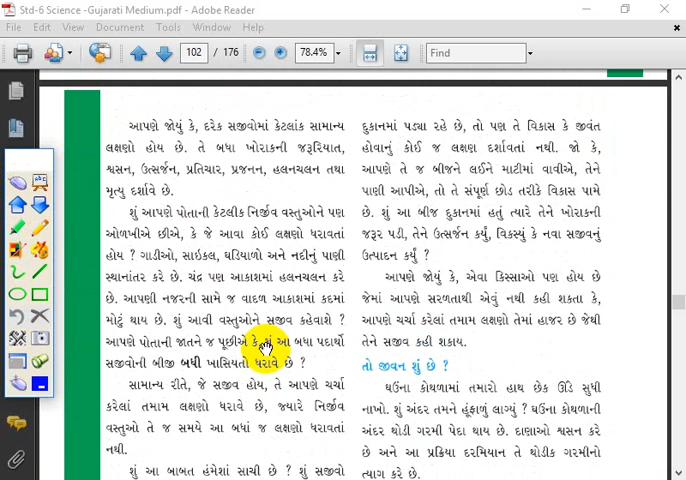 Std-6 Science -Gujarati Medium.pdf - Adobe Reader
File Edit View Document Tools Window Help
102 / 176 78.4% Find
આપણે જોયું કે, દરેક સજીવોમાં કેટલાંક સામાન્ય
લક્ષણો હોય છે. તે બધા ખોરાકની જરૂરિયાત,
શ્વસન, ઉત્સર્જન, પ્રતિચાર, પ્રજનન, હલનચલન તથા
મૃત્યુ દર્શાવે છે.
શું આપણે પોતાની કેટલીક નિર્જીવ વસ્તુઓને પણ
ઓળખીએ છીએ, કે જે આવા કોઈ લક્ષણો ધરાવતાં
હોય ? ગાડીઓ, સાઇકલ, ઘડિયાળો અને નદીનું પાણી
સ્થાનાંતર કરે છે. ચંદ્ર પણ આકાશમાં હલનચલન કરે
છે. આપણી નજરની સામે જ વાદળ આકાશમાં કદમાં
મોટું થાય છે. શું આવી વસ્તુઓને સજીવ કહેવાશે ?
આપણે પોતાની જાતને જ પૂછીએ કે, શું આ બધા પદાર્થો
સજીવોની બીજી બધી ખાસિયતો ધરાવે છે ?
સામાન્ય રીતે, જે સજીવ હોય, તે આપણે ચર્ચા
કરેલાં તમામ લક્ષણો ધરાવે છે, જ્યારે નિર્જીવ
વસ્તુઓ તે જ સમયે આ બધાં જ લક્ષણો ધરાવતાં
નથી.
શું આ બાબત હંમેશાં સાચી છે ? શું સજીવો
દુકાનમાં પડ્યા રહે છે, તો પણ તે વિકાસ કે જીવંત
હોવાનું કોઈ જ લક્ષણ દર્શાવતાં નથી. જો કે,
આપણે તે જ બીજને લઈને માટીમાં વાવીએ, તેને
પાણી આપીએ, તો તે સંપૂર્ણ છોડ તરીકે વિકાસ પામે
છે. શું આ બીજ દુકાનમાં હતું ત્યારે તેને ખોરાકની
જરૂર પડી, તેને ઉત્સર્જન કર્યું, વિકસ્યું કે નવા સજીવનું
ઉત્પાદન કર્યું ?
આપણે જોયું કે, એવા કિસ્સાઓ પણ હોય છે
જેમાં આપણે સરળતાથી એવું નથી કહી શકતા કે,
આપણે ચર્ચા કરેલાં તમામ લક્ષણો તેમાં હાજર છે જેથી
તેને સજીવ કહી શકાય.
તો જીવન શું છે ?
ઘઉંના કોથળામાં તમારો હાથ છેક ઊંડે સુધી
નાખો. શું અંદર તમને હૂંફાળું લાગ્યું ? ઘઉંના કોથળાની
અંદર થોડી ગરમી પેદા થાય છે. દાણાઓ શ્વસન કરે
છે અને આ પ્રક્રિયા દરમિયાન તે થોડીક ગરમીનો
ત્યાગ કરે છે.